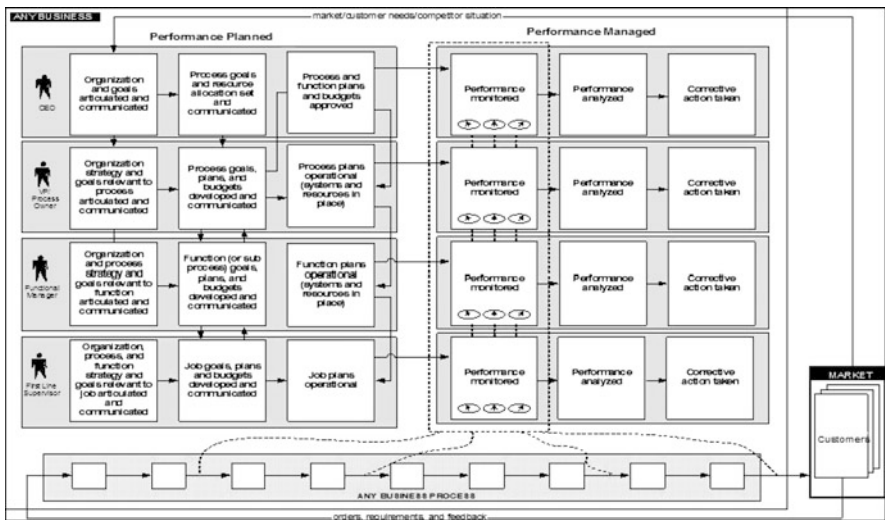 ANY BUSINESS
market/customer needs/competitor situation
Performance Planned
Performance Managed
CEO
Organization
and goals
articulated and
communicated
Process goals
and resource
allocation set
and
communicated
Process and
function plans
and budgets
approved
Performance
monitored
Performance
analyzed
Corrective
action taken
VP/
Process
Owner
Organization
strategy and
goals relevant to
process
articulated and
communicated
Process goals,
plans, and
budgets
developed and
communicated
Process plans
operational
(systems and
resources in
place)
Performance
monitored
Performance
analyzed
Corrective
action taken
Functional
Manager
Organization
and process
strategy and
goals relevant to
function
articulated and
communicated
Function (or sub
process) goals,
plans, and
budgets
developed and
communicated
Function plans
operational
(systems and
resources in
place)
Performance
monitored
Performance
analyzed
Corrective
action taken
First Line
Supervisor
Organization,
process, and
function
strategy and
goals relevant to
job articulated
and
communicated
Job goals, plans
and budgets
developed and
communicated
Job plans
operational
Performance
monitored
Performance
analyzed
Corrective
action taken
MARKET
Customers
ANY BUSINESS PROCESS
orders, requirements, and feedback